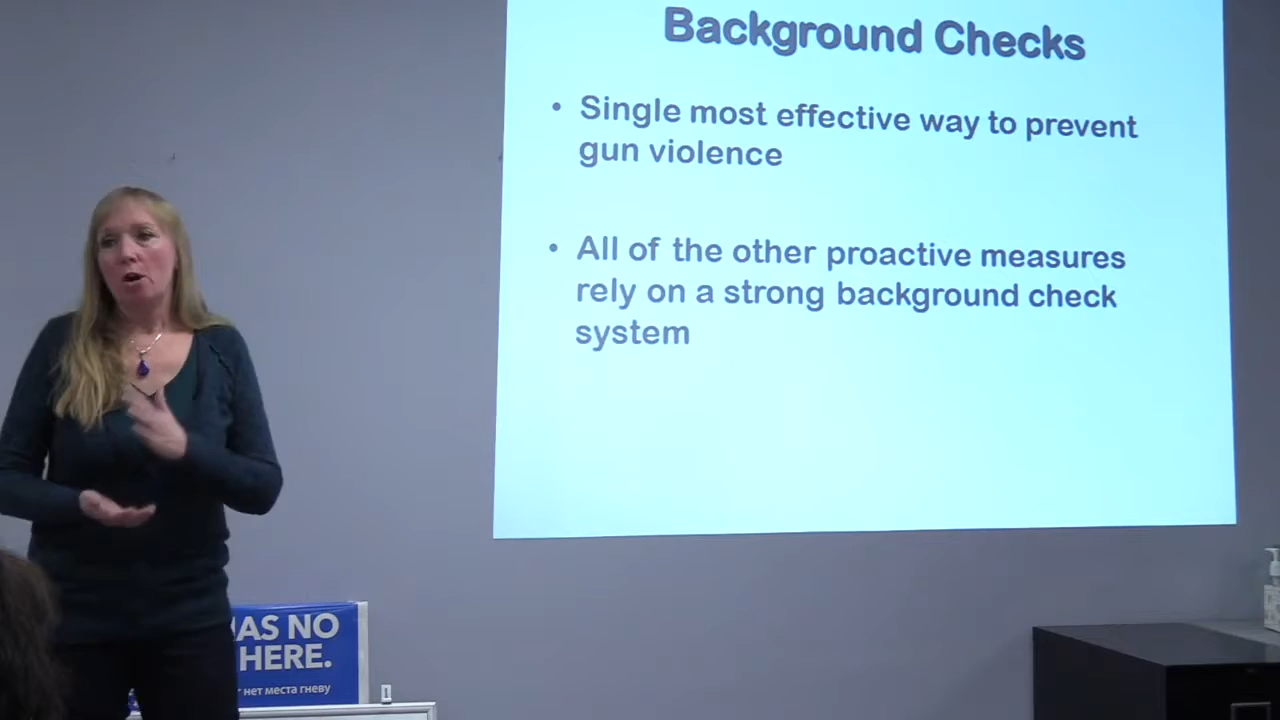 Background Checks
• Single most effective way to prevent
gun violence
• All of the other proactive measures
rely on a strong background check
system
AS NO
HERE.
нет места гневу